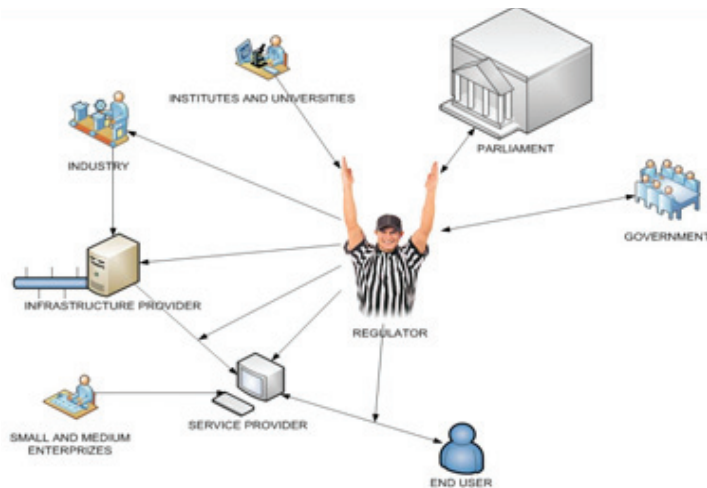 INSTITUTES AND UNIVERSITIES
PARLIAMENT
INDUSTRY
GOVERNMENT
INFRASTRUCTURE PROVIDER
REGULATOR
SERVICE PROVIDER
SMALL AND MEDIUM
ENTERPRIZES
END USER